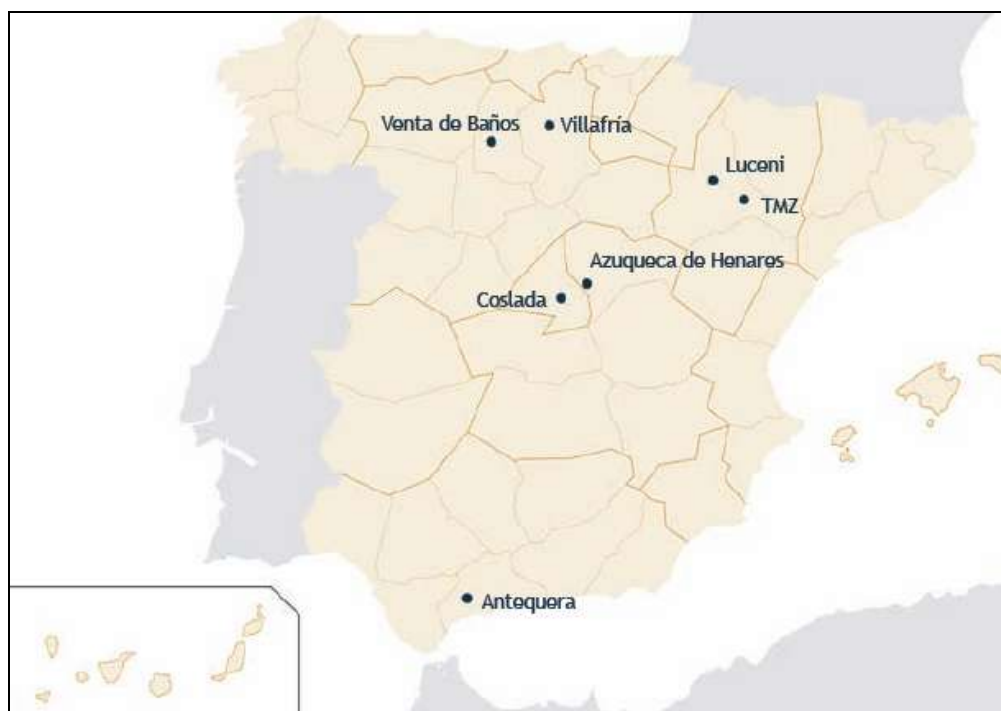 Venta de Baños
Villafría
Luceni
TMZ
Azuqueca de Henares
Coslada
Antequera